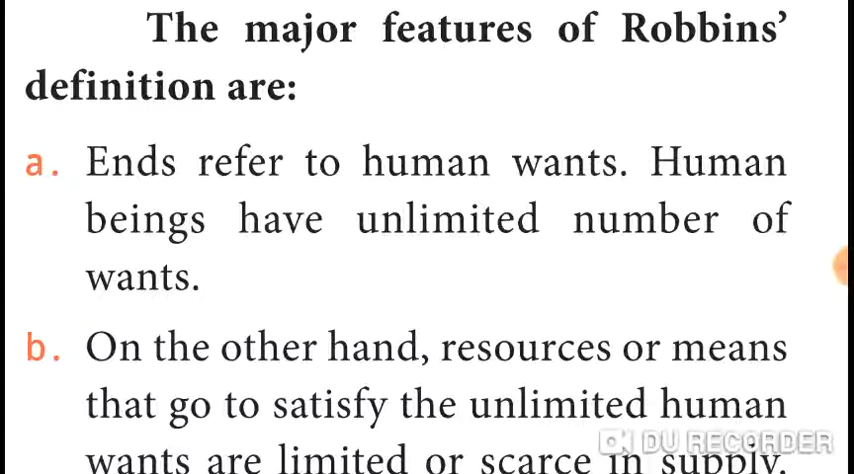 The major features of Robbins’
definition are:
a. Ends refer to human wants. Human
beings have unlimited number of
wants.
b. On the other hand, resources or means
that go to satisfy the unlimited human
wants are limited or scarce in supply.
DU RECORDER